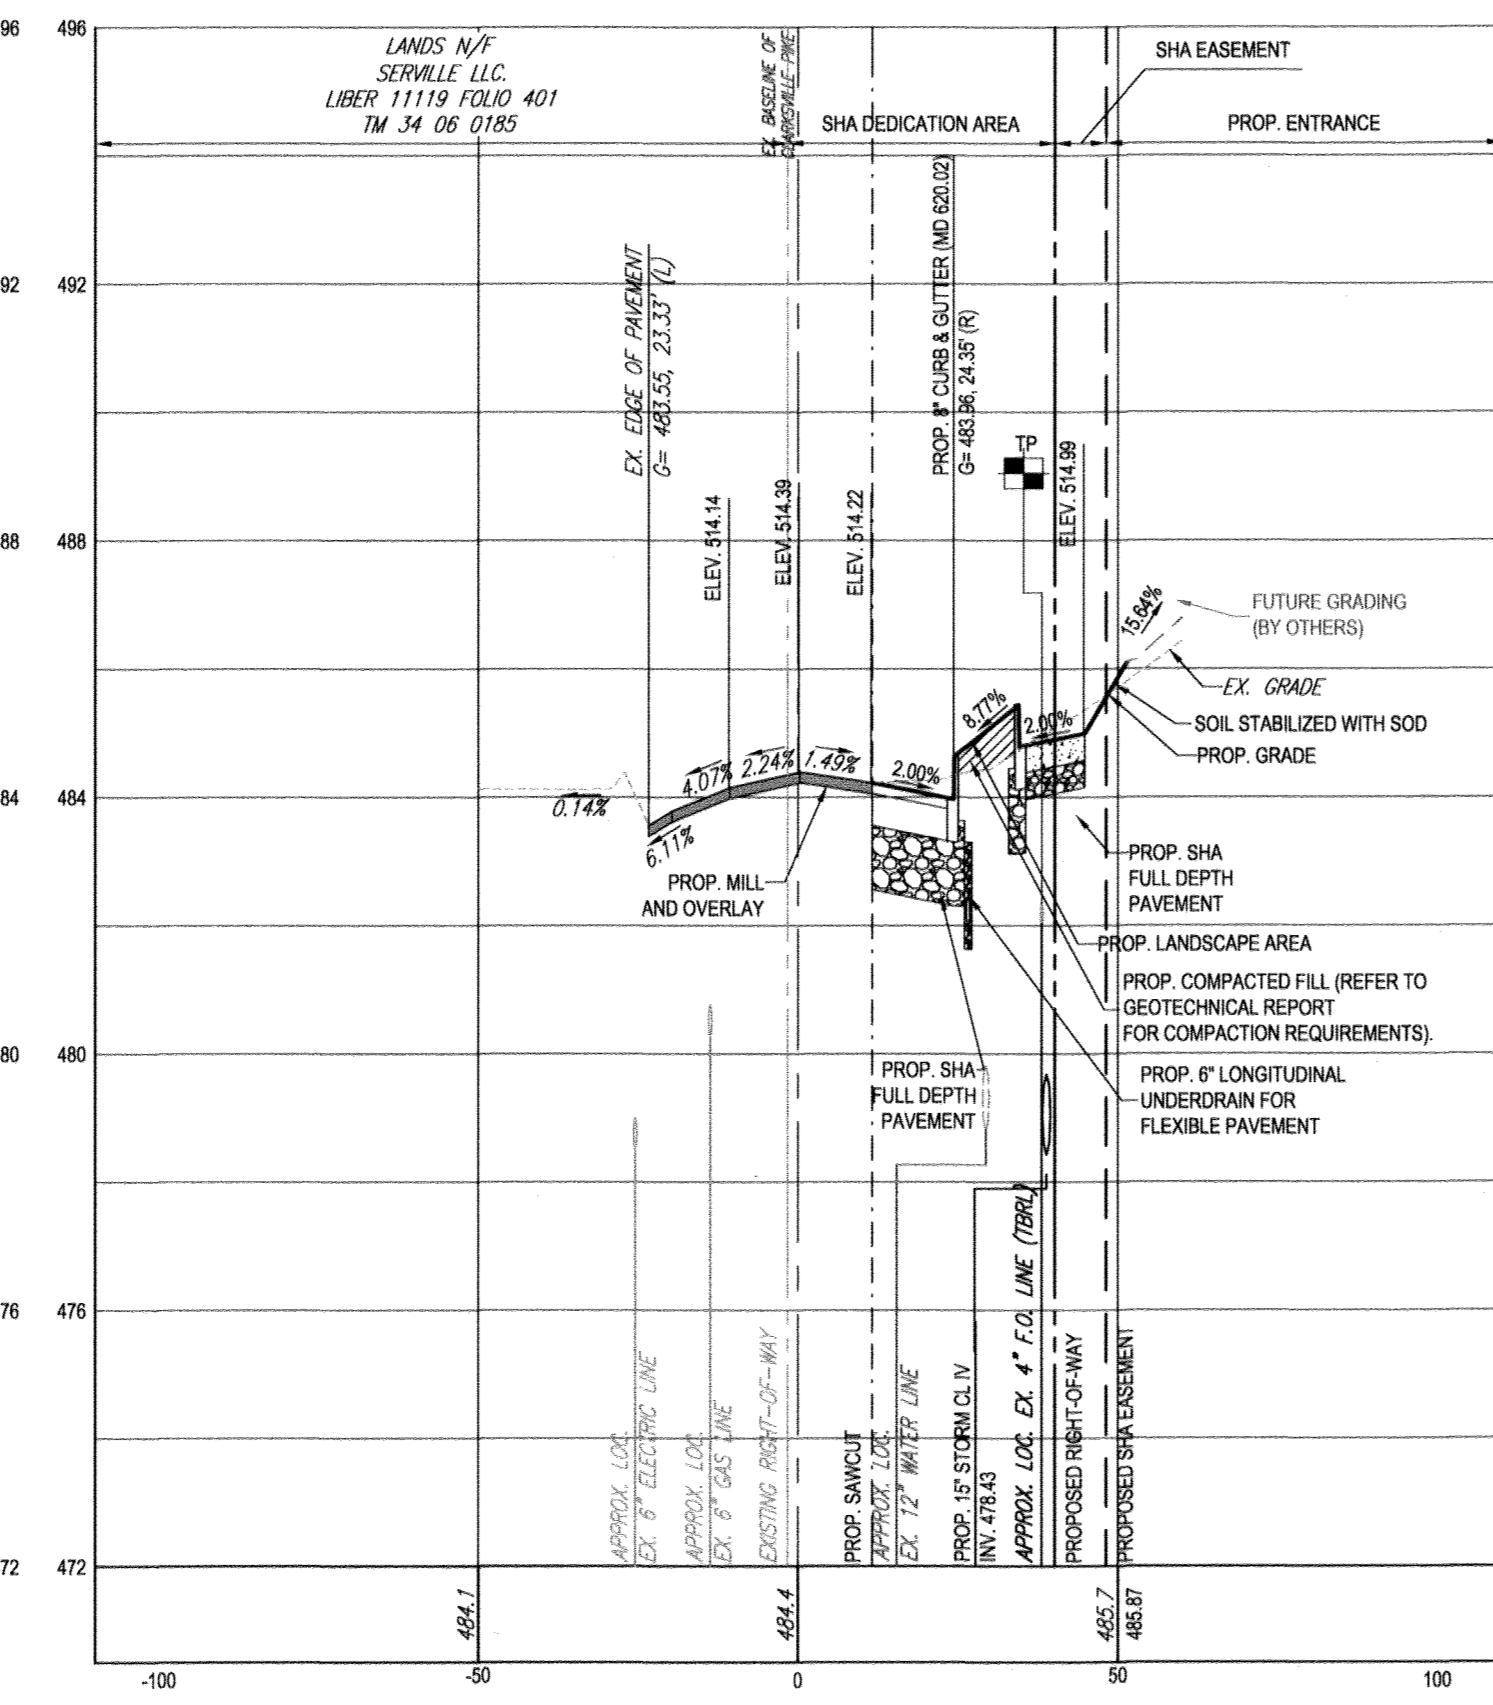 96 496
LANDS N/F
SERVILLE LLC.
LIBER 11119 FOLIO 401
TM 34 06 0185
EX. BASELINE OF
CLARKSVILLE PIKE
SHA EASEMENT
SHA DEDICATION AREA
PROP. ENTRANCE
92 492
EX. EDGE OF PAVEMENT
G= 483.55, 23.33' (L)
PROP. 8" CURB & GUTTER (MD 620.02)
G= 483.96, 24.35' (R)
TP
88 488
ELEV. 514.14
ELEV. 514.39
ELEV. 514.22
ELEV. 514.99
15.64%
FUTURE GRADING
(BY OTHERS)
EX. GRADE
SOIL STABILIZED WITH SOD
PROP. GRADE
8.77%
2.00%
84 484
0.14%
6.11%
4.07%
2.24%
1.49%
2.00%
PROP. MILL
AND OVERLAY
PROP. SHA
FULL DEPTH
PAVEMENT
PROP. LANDSCAPE AREA
PROP. COMPACTED FILL (REFER TO
GEOTECHNICAL REPORT
FOR COMPACTION REQUIREMENTS).
80 480
PROP. SHA
FULL DEPTH
PAVEMENT
PROP. 6" LONGITUDINAL
UNDERDRAIN FOR
FLEXIBLE PAVEMENT
76 476
APPROX. LOC.
EX. 6" ELECTRIC LINE
APPROX. LOC.
EX. 6" GAS LINE
EXISTING RIGHT-OF-WAY
PROP. SAWCUT
APPROX. LOC.
EX. 12" WATER LINE
PROP. 15" STORM CL IV
INV. 478.43
APPROX. LOC. EX. 4" F.O. LINE (TBRL)
PROPOSED RIGHT-OF-WAY
PROPOSED SHA EASEMENT
72 472
484.1
484.4
485.7
485.87
-100 -50 0 50 100